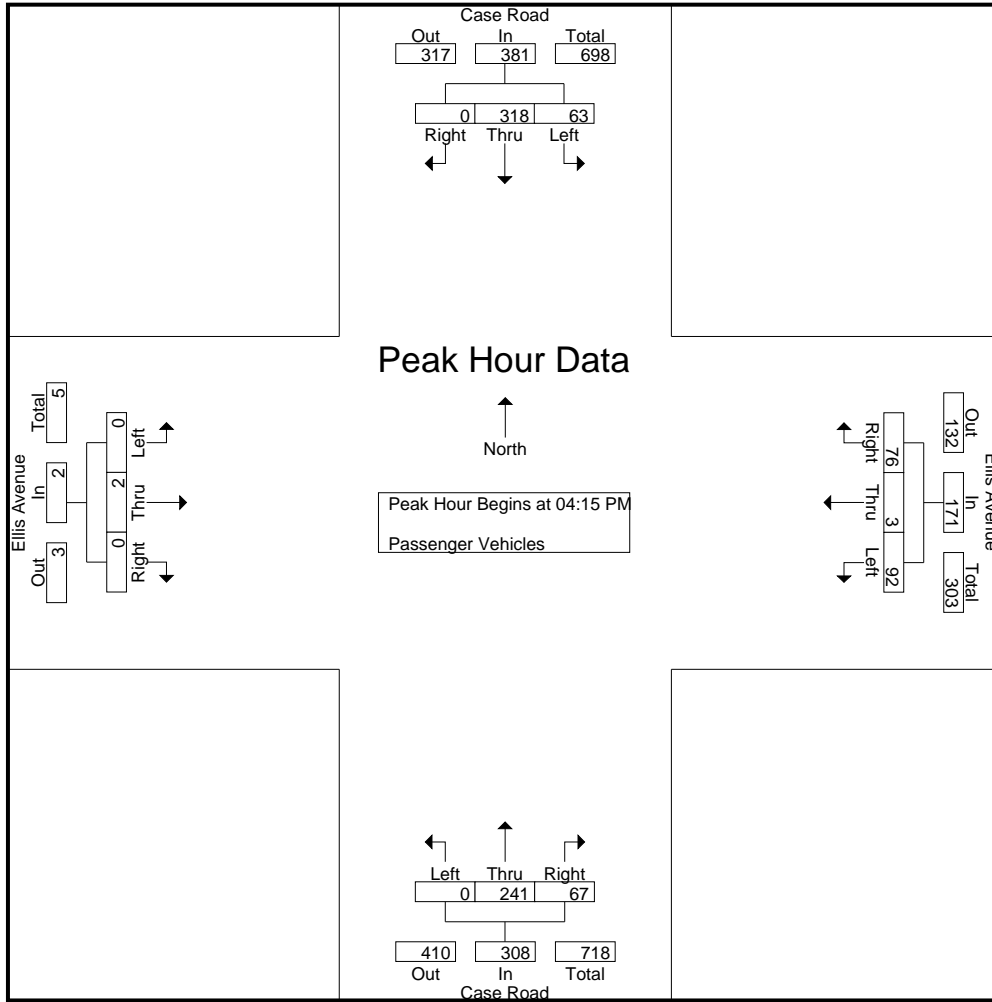 Case Road
Out In Total
317 381 698
0 318 63
Right Thru Left
Peak Hour Data
North
Peak Hour Begins at 04:15 PM
Passenger Vehicles
Ellis Avenue
Total In Out
5 2 3
0 2 0
Left Thru Right
Ellis Avenue
Out In Total
132 171 303
76 3 92
Right Thru Left
Left Thru Right
0 241 67
410 308 718
Out In Total
Case Road